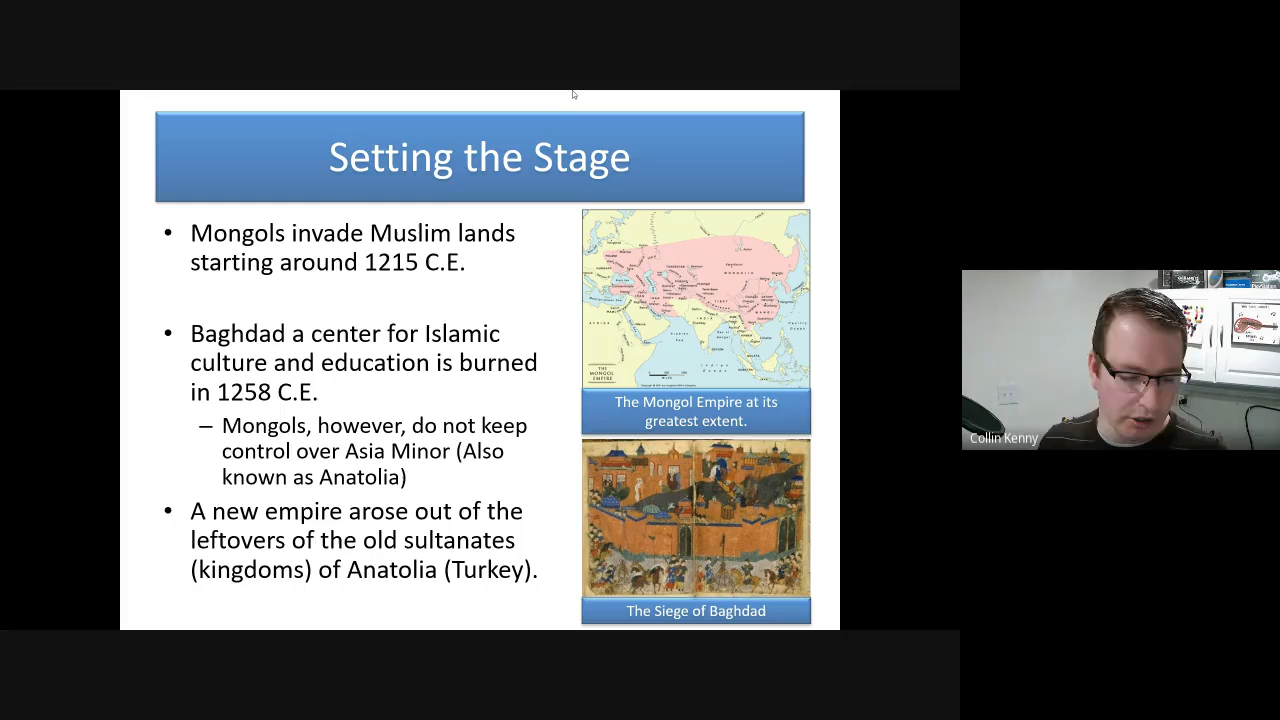 Setting the Stage
• Mongols invade Muslim lands
starting around 1215 C.E.
• Baghdad a center for Islamic
culture and education is burned
in 1258 C.E.
– Mongols, however, do not keep
control over Asia Minor (Also
known as Anatolia)
• A new empire arose out of the
leftovers of the old sultanates
(kingdoms) of Anatolia (Turkey).
THE
MONGOL
EMPIRE
The Mongol Empire at its
greatest extent.
The Siege of Baghdad
Collin Kenny